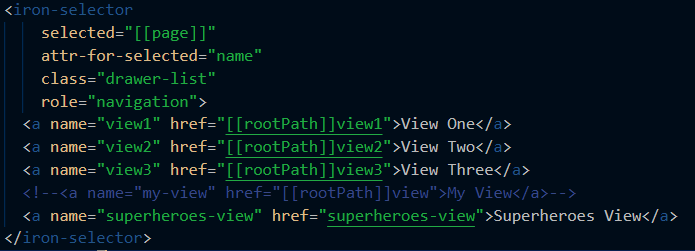 <iron-selector
selected="[[page]]"
attr-for-selected="name"
class="drawer-list"
role="navigation">
<a name="view1" href="[[rootPath]]view1">View One</a>
<a name="view2" href="[[rootPath]]view2">View Two</a>
<a name="view3" href="[[rootPath]]view3">View Three</a>
<!--<a name="my-view" href="[[rootPath]]view">My View</a>-->
<a name="superheroes-view" href="superheroes-view">Superheroes View</a>
</iron-selector>